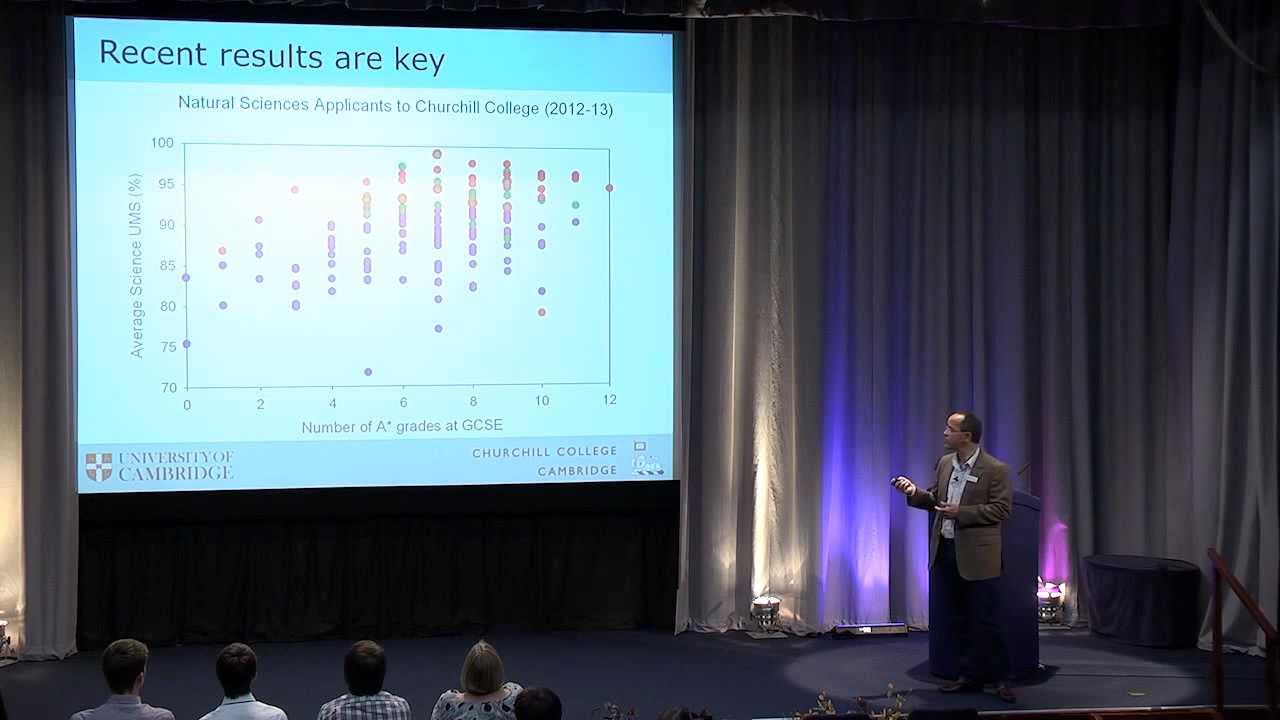 Recent results are key
Natural Sciences Applicants to Churchill College (2012-13)
100
95
90
85
80
75
70
Average Science UMS (%)
0 2 4 6 8 10 12
Number of A* grades at GCSE
UNIVERSITY OF
CAMBRIDGE
CHURCHILL COLLEGE
CAMBRIDGE